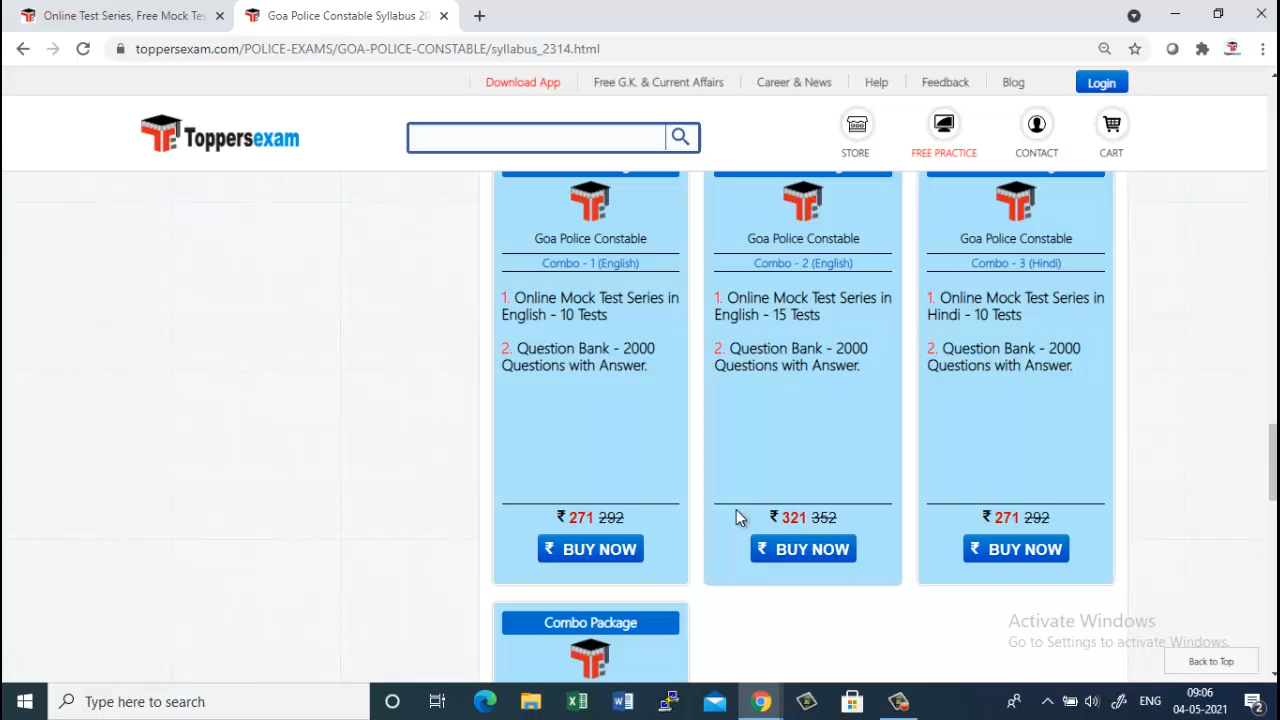 Online Test Series, Free Mock Tes
Goa Police Constable Syllabus 20
toppersexam.com/POLICE-EXAMS/GOA-POLICE-CONSTABLE/syllabus_2314.html
Download App
Free G.K. & Current Affairs
Career & News
Help
Feedback
Blog
Login
Toppersexam
STORE
FREE PRACTICE
CONTACT
CART
Goa Police Constable
Combo - 1 (English)
1. Online Mock Test Series in
English - 10 Tests
2. Question Bank - 2000
Questions with Answer.
₹ 271 292
₹ BUY NOW
Goa Police Constable
Combo - 2 (English)
1. Online Mock Test Series in
English - 15 Tests
2. Question Bank - 2000
Questions with Answer.
₹ 321 352
₹ BUY NOW
Goa Police Constable
Combo - 3 (Hindi)
1. Online Mock Test Series in
Hindi - 10 Tests
2. Question Bank - 2000
Questions with Answer.
₹ 271 292
₹ BUY NOW
Combo Package
Activate Windows
Go to Settings to activate Windows.
Back to Top
Type here to search
ENG
09:06
04-05-2021
2